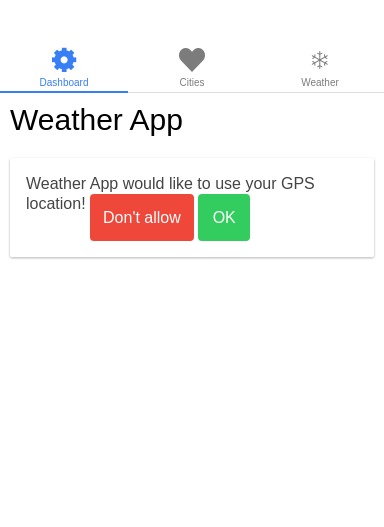 Dashboard Cities Weather
Weather App
Weather App would like to use your GPS
location! Don't allow OK